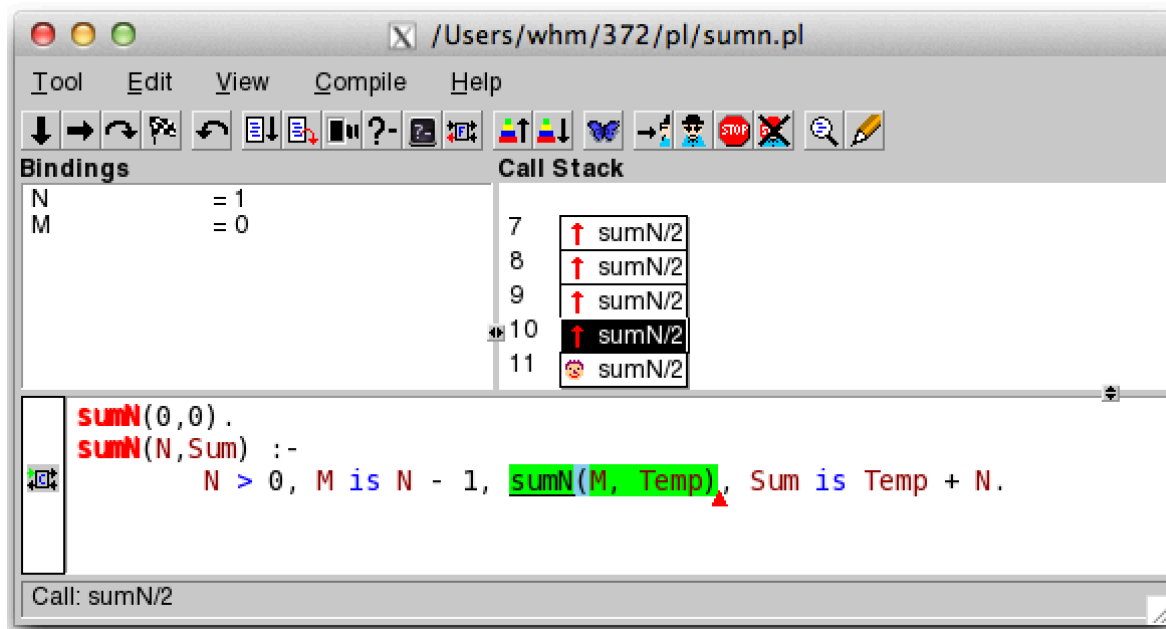 X /Users/whm/372/pl/sumn.pl
Tool Edit View Compile Help
?- ?- F STOP
Bindings
N = 1
M = 0
Call Stack
7 sumN/2
8 sumN/2
9 sumN/2
10 sumN/2
11 sumN/2
sumN(0,0).
sumN(N,Sum) :-
C N > 0, M is N - 1, sumN(M, Temp), Sum is Temp + N.
Call: sumN/2